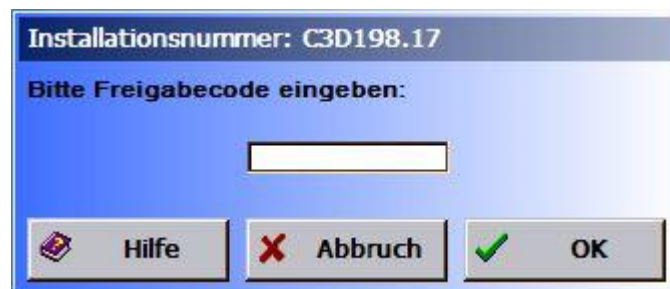 Installationsnummer: C3D198.17
Bitte Freigabecode eingeben:
Hilfe Abbruch OK